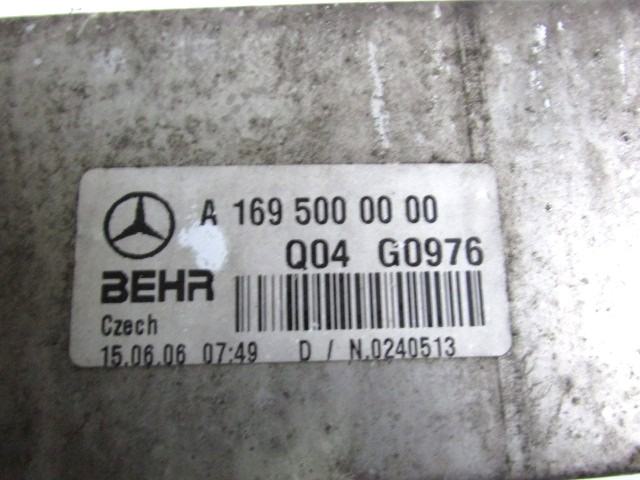 A 169 500 00 00
Q04 G0976
BEHR
Czech
15.06.06 07:49 D / N.0240513